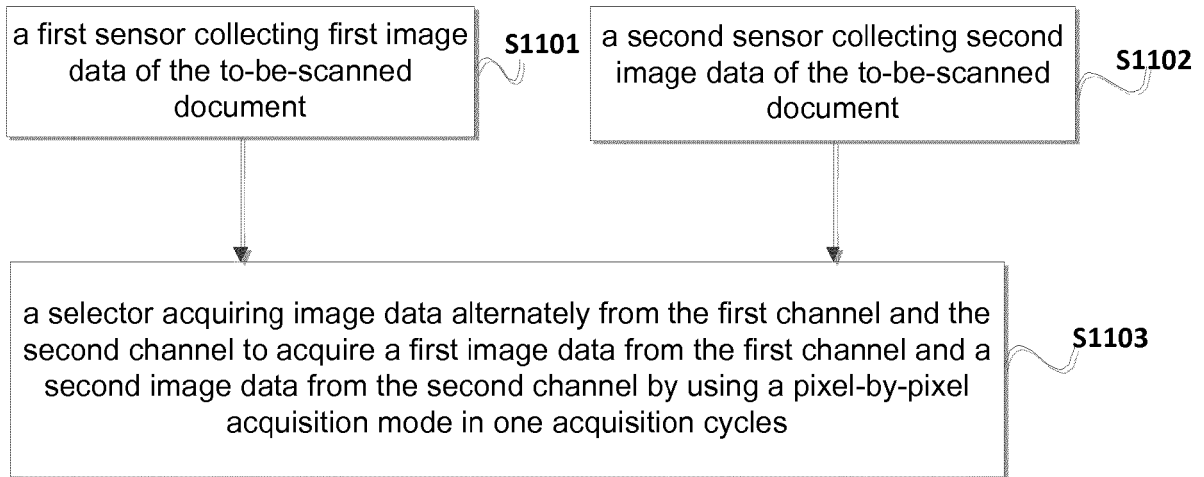 a first sensor collecting first image
data of the to-be-scanned
document
S1101
a second sensor collecting second
image data of the to-be-scanned
document
S1102
a selector acquiring image data alternately from the first channel and the
second channel to acquire a first image data from the first channel and a
second image data from the second channel by using a pixel-by-pixel
acquisition mode in one acquisition cycles
S1103